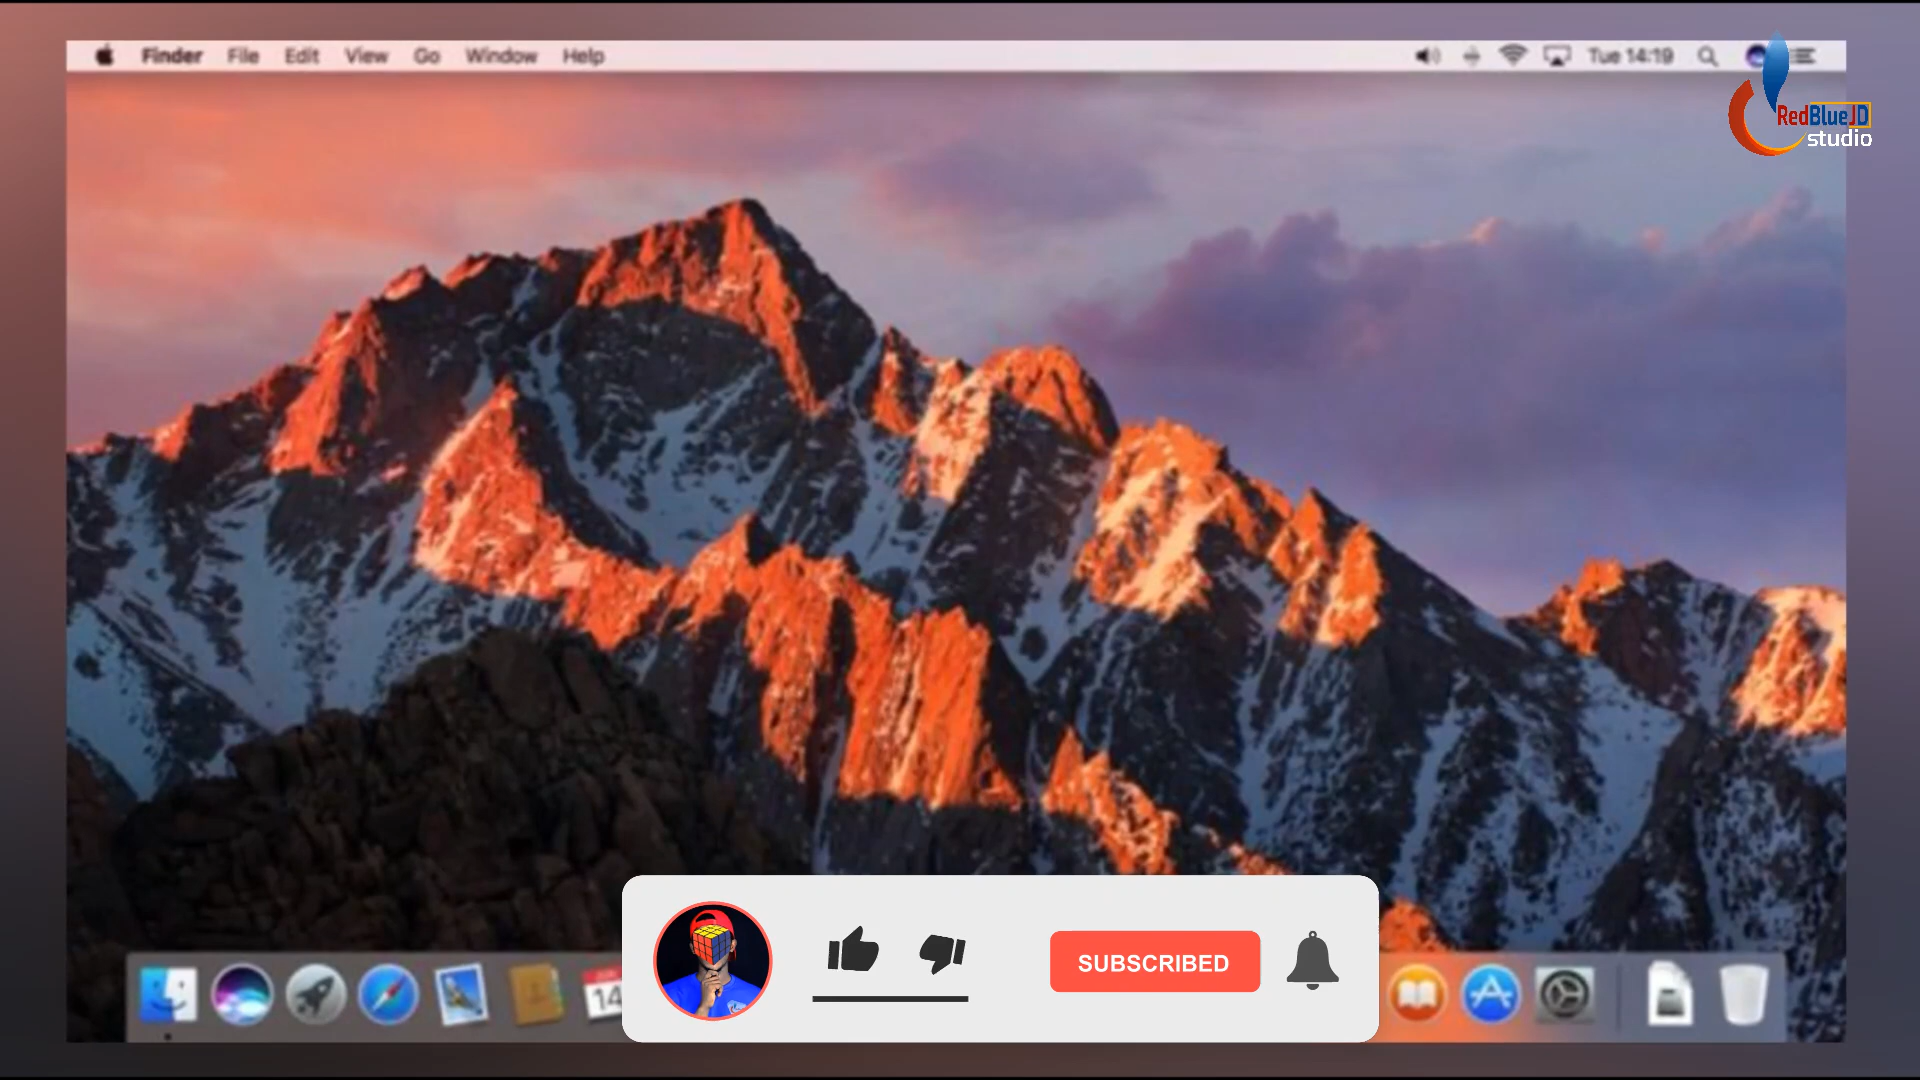 Finder File Edit View Go Window Help Tue 14:19
RedBlueJD
studio
14
SUBSCRIBED